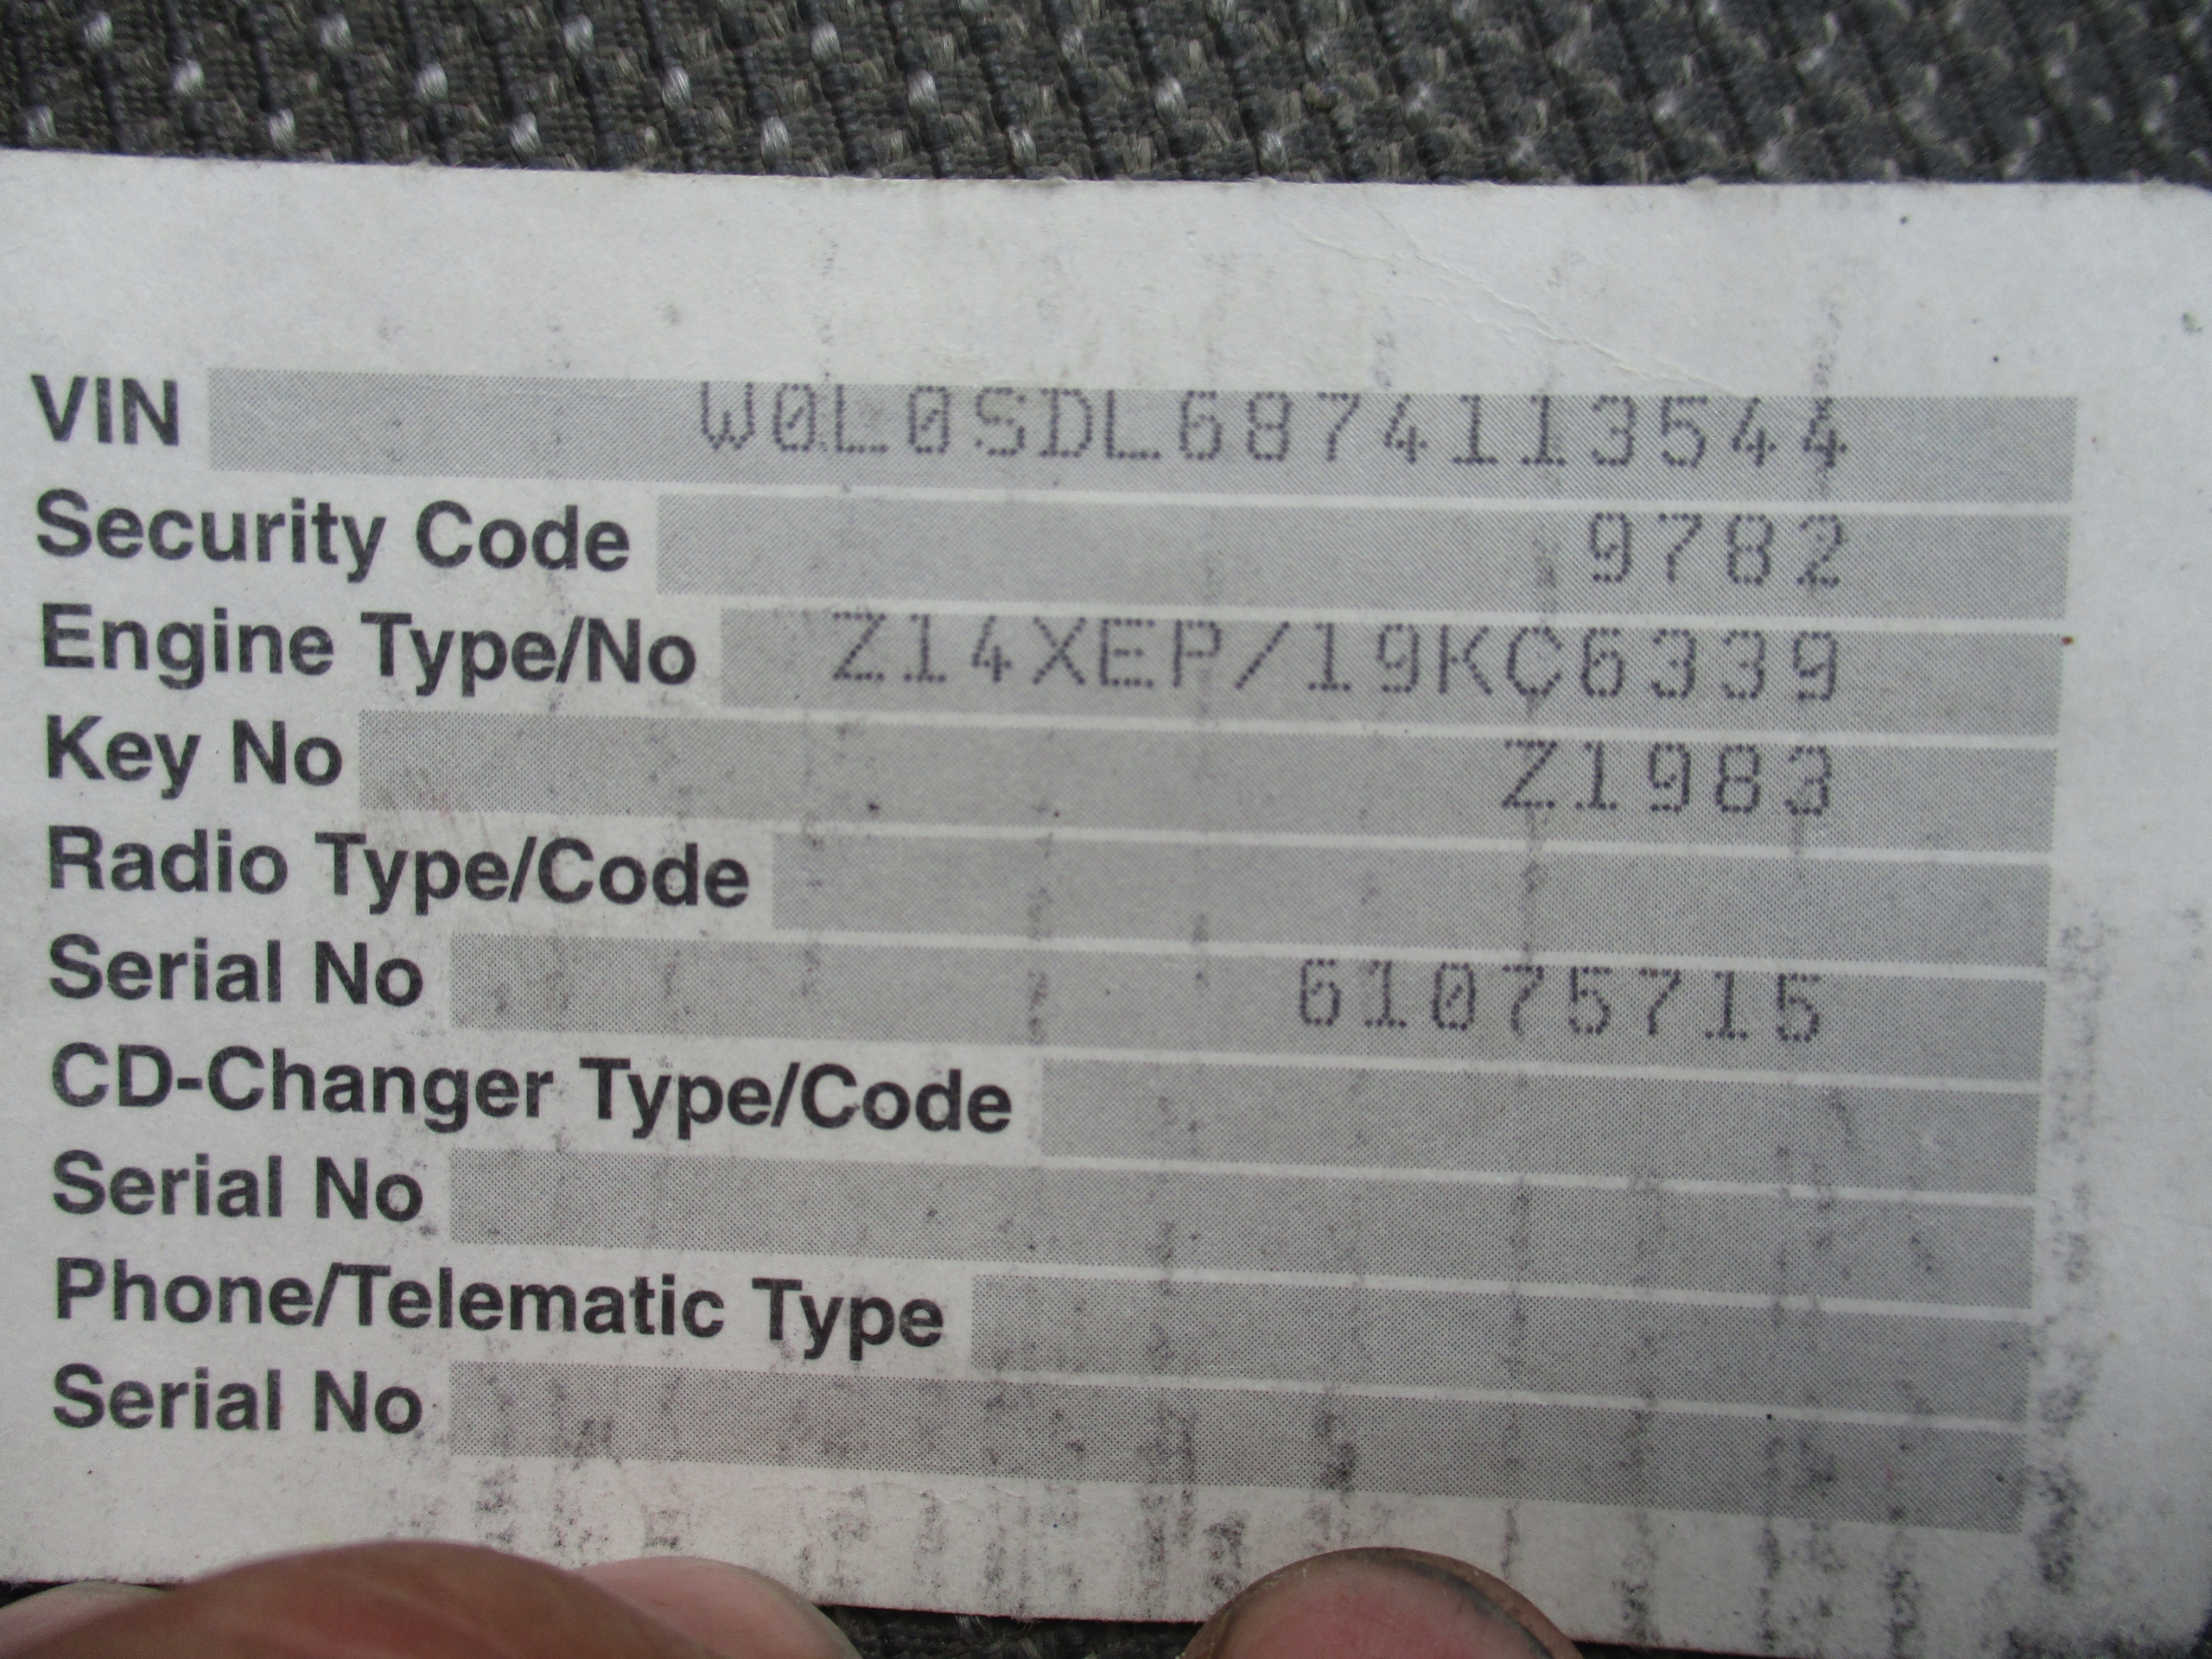 VIN W0L0SDL6874113544
Security Code 9782
Engine Type/No Z14XEP/19KC6339
Key No Z1983
Radio Type/Code
Serial No 61075715
CD-Changer Type/Code
Serial No
Phone/Telematic Type
Serial No